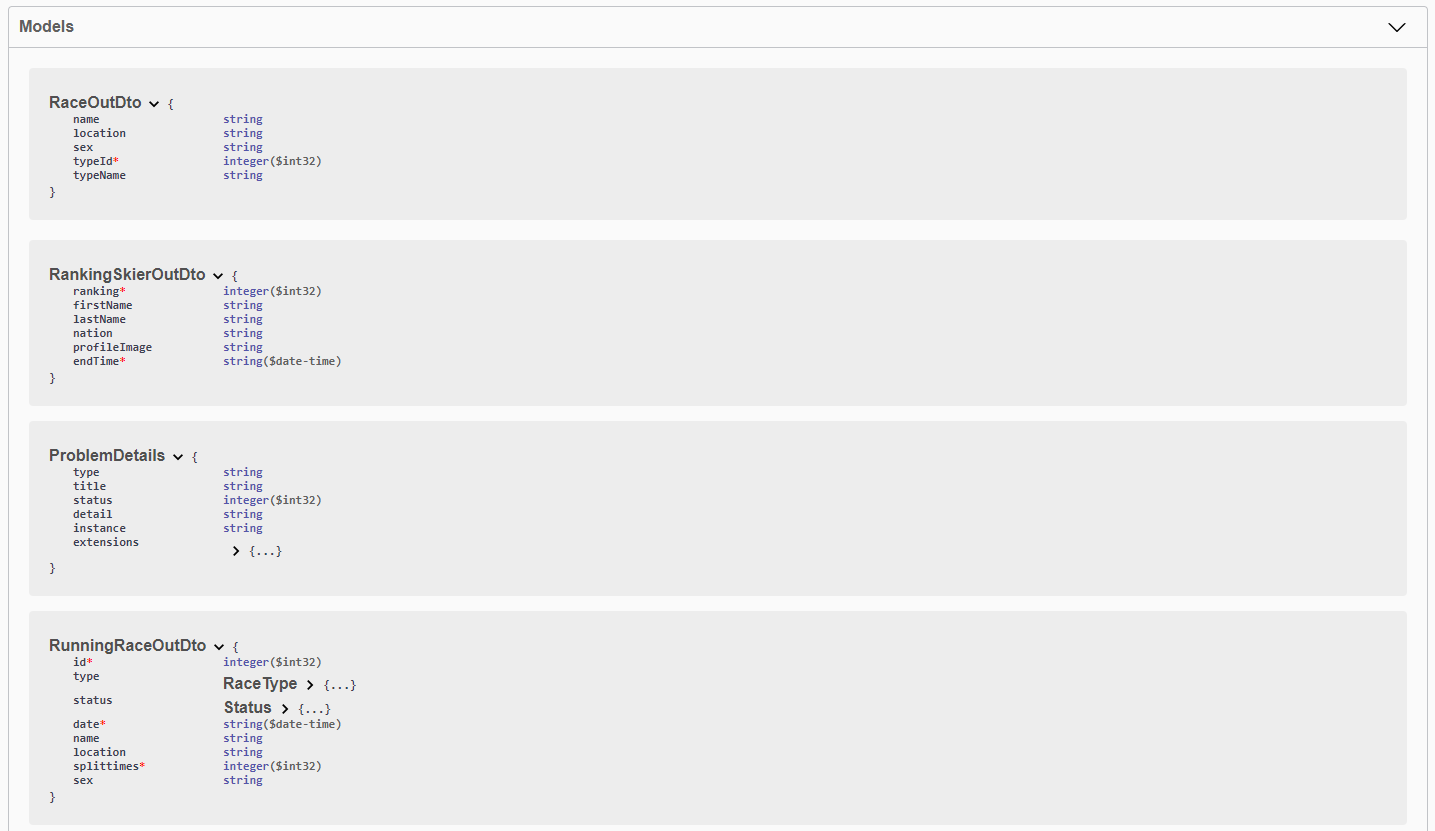 Models
RaceOutDto {
name string
location string
sex string
typeId* integer($int32)
typeName string
}
RankingSkierOutDto {
ranking* integer($int32)
firstName string
lastName string
nation string
profileImage string
endTime* string($date-time)
}
ProblemDetails {
type string
title string
status integer($int32)
detail string
instance string
extensions
{...}
}
RunningRaceOutDto {
id* integer($int32)
type RaceType {...}
status Status {...}
date* string($date-time)
name string
location string
splittimes* integer($int32)
sex string
}